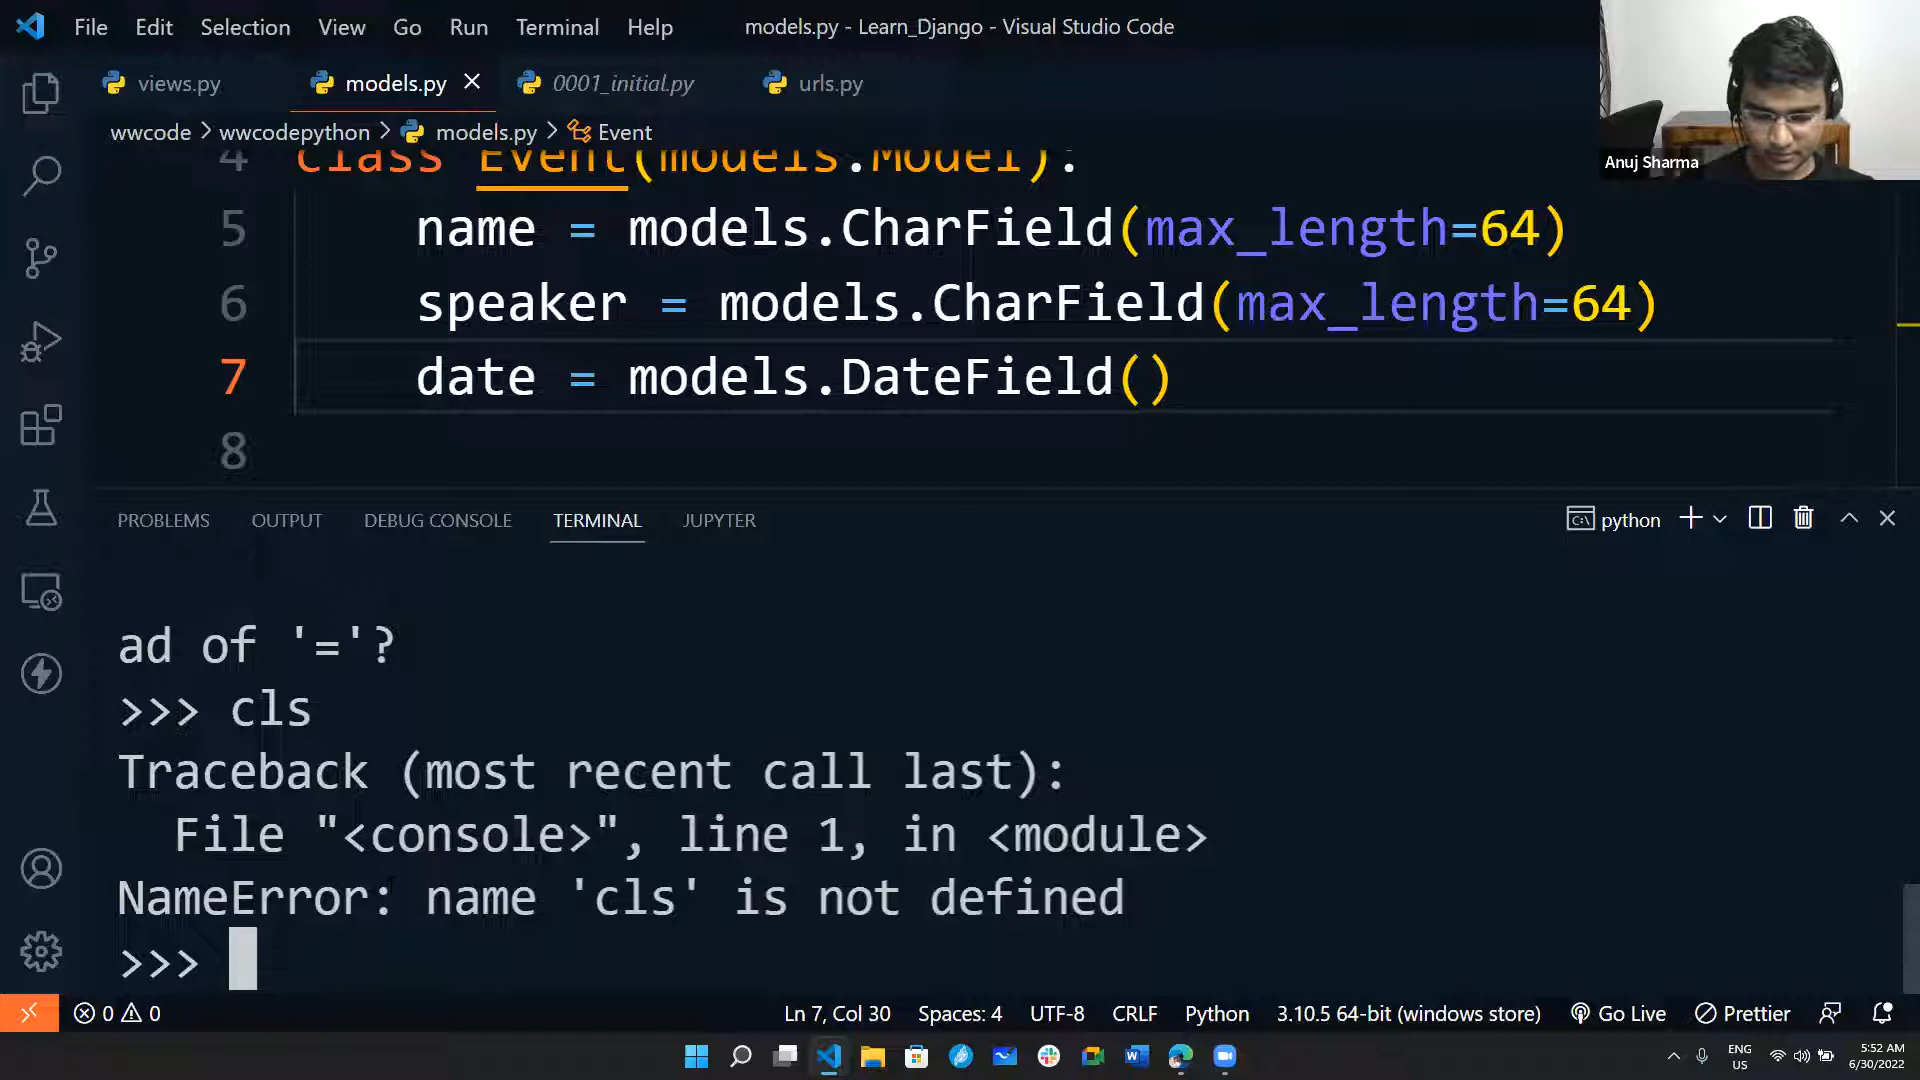 File Edit Selection View Go Run Terminal Help models.py - Learn_Django - Visual Studio Code
views.py models.py 0001_initial.py urls.py
wwcode > wwcodepython > models.py > Event
4 class Event(models.Model):
5 name = models.CharField(max_length=64)
6 speaker = models.CharField(max_length=64)
7 date = models.DateField()
8
Anuj Sharma
PROBLEMS OUTPUT DEBUG CONSOLE TERMINAL JUPYTER python
ad of '='?
>>> cls
Traceback (most recent call last):
File "<console>", line 1, in <module>
NameError: name 'cls' is not defined
>>>
0 0 Ln 7, Col 30 Spaces: 4 UTF-8 CRLF Python 3.10.5 64-bit (windows store) Go Live Prettier
ENG
US
5:52 AM
6/30/2022